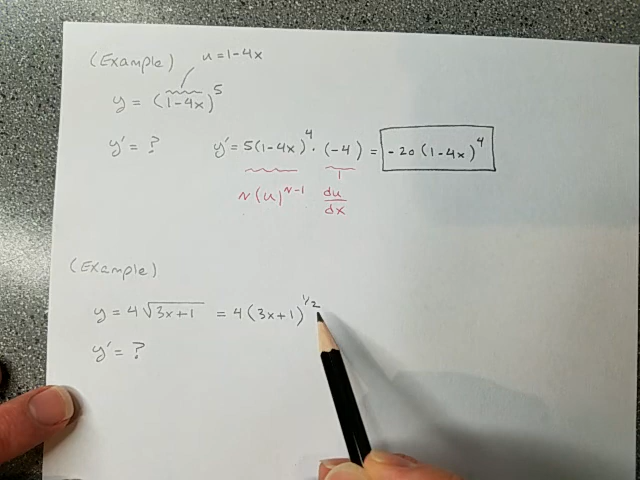 (Example) u = 1-4x
y = (1-4x)^5
y' = ? y' = 5(1-4x)^4 · (-4) = -20(1-4x)^4
N(u)^N-1 du/dx
(Example)
y = 4√3x+1 = 4(3x+1)^1/2
y' = ?